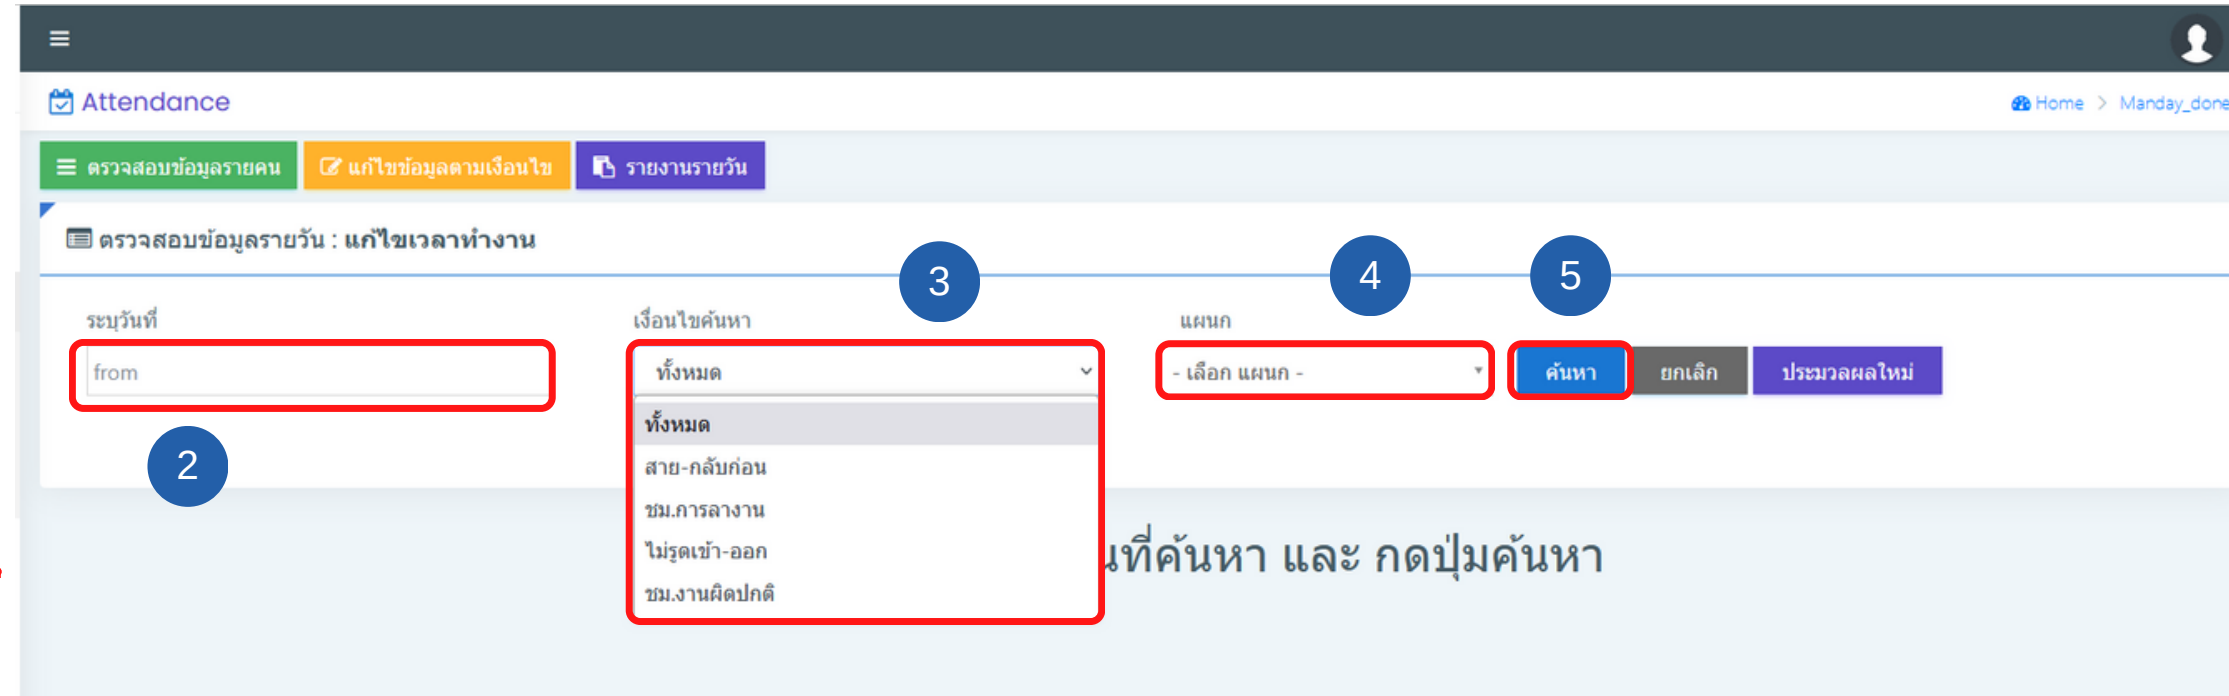 Attendance
Home > Manday_done
ตรวจสอบข้อมูลรายคน
แก้ไขข้อมูลตามเงื่อนไข
รายงานรายวัน
ตรวจสอบข้อมูลรายวัน : แก้ไขเวลาทำงาน
3
4
5
ระบุวันที่
เงื่อนไขค้นหา
แผนก
from
ทั้งหมด
- เลือก แผนก -
ค้นหา
ยกเลิก
ประมวลผลใหม่
2
ทั้งหมด
สาย-กลับก่อน
ชม.การลางาน
ไม่รูดเข้า-ออก
ชม.งานผิดปกติ
ที่ค้นหา และ กดปุ่มค้นหา